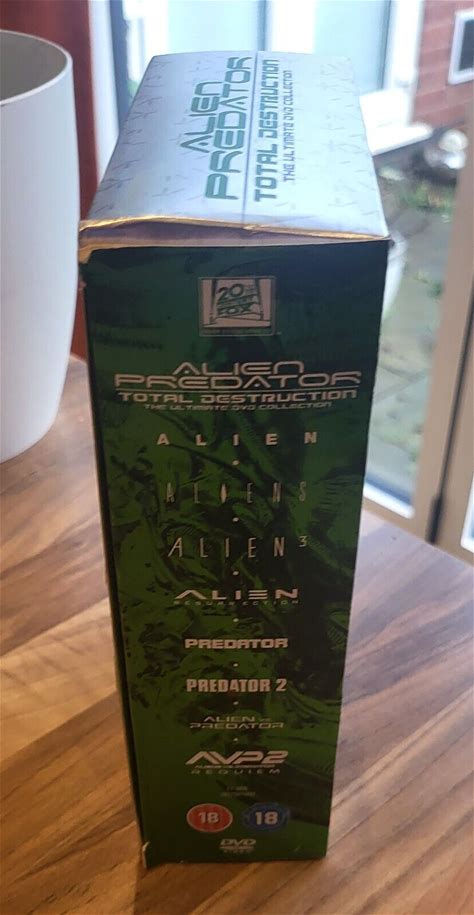 ALIEN
PREDATOR
TOTAL DESTRUCTION
THE ULTIMATE DVD COLLECTION
20th
CENTURY
FOX
ALIEN
PREDATOR
TOTAL DESTRUCTION
THE ULTIMATE DVD COLLECTION
ALIEN
ALIENS
ALIEN³
ALIEN
RESURRECTION
PREDATOR
PREDATOR 2
ALIEN vs.
PREDATOR
AVP2
REQUIEM
18 18
DVD
VIDEO